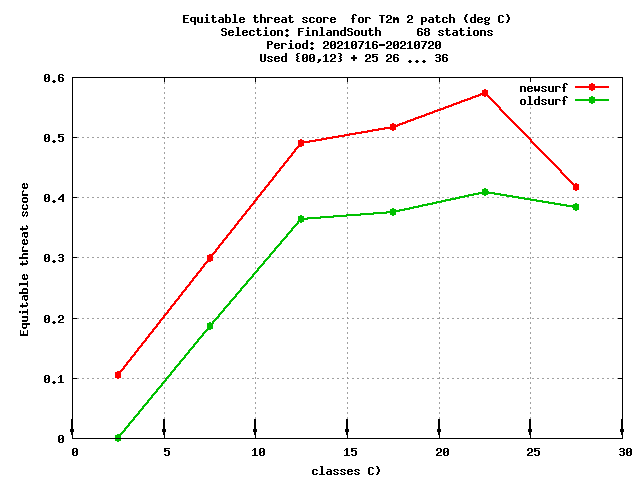 Equitable threat score for T2m 2 patch (deg C)
Selection: FinlandSouth 68 stations
Period: 20210716-20210720
Used {00,12} + 25 26 ... 36
newsurf
oldsurf
0.6
0.5
0.4
0.3
0.2
0.1
0
Equitable threat score
0 5 10 15 20 25 30
classes C)